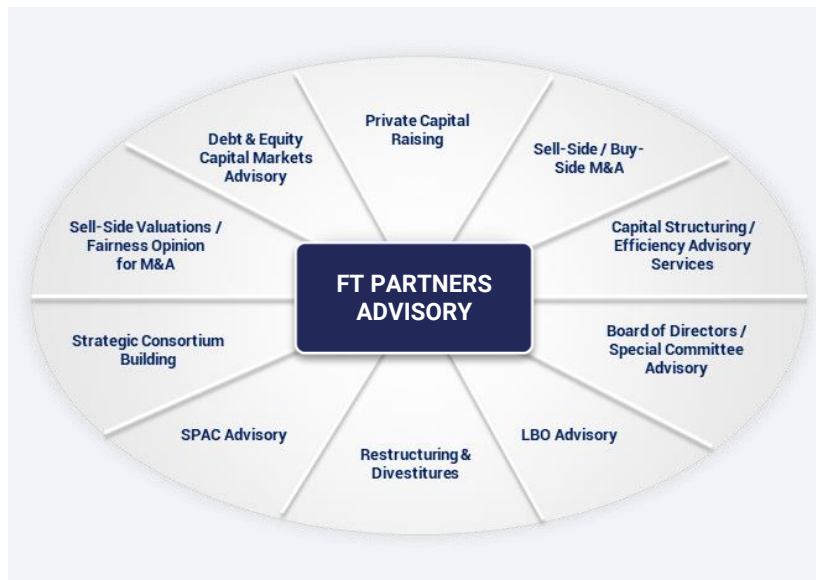 Private Capital
Raising
Sell-Side / Buy-
Side M&A
Capital Structuring /
Efficiency Advisory
Services
Board of Directors /
Special Committee
Advisory
LBO Advisory
Restructuring &
Divestitures
SPAC Advisory
Strategic Consortium
Building
Sell-Side Valuations /
Fairness Opinion
for M&A
Debt & Equity
Capital Markets
Advisory
FT PARTNERS
ADVISORY